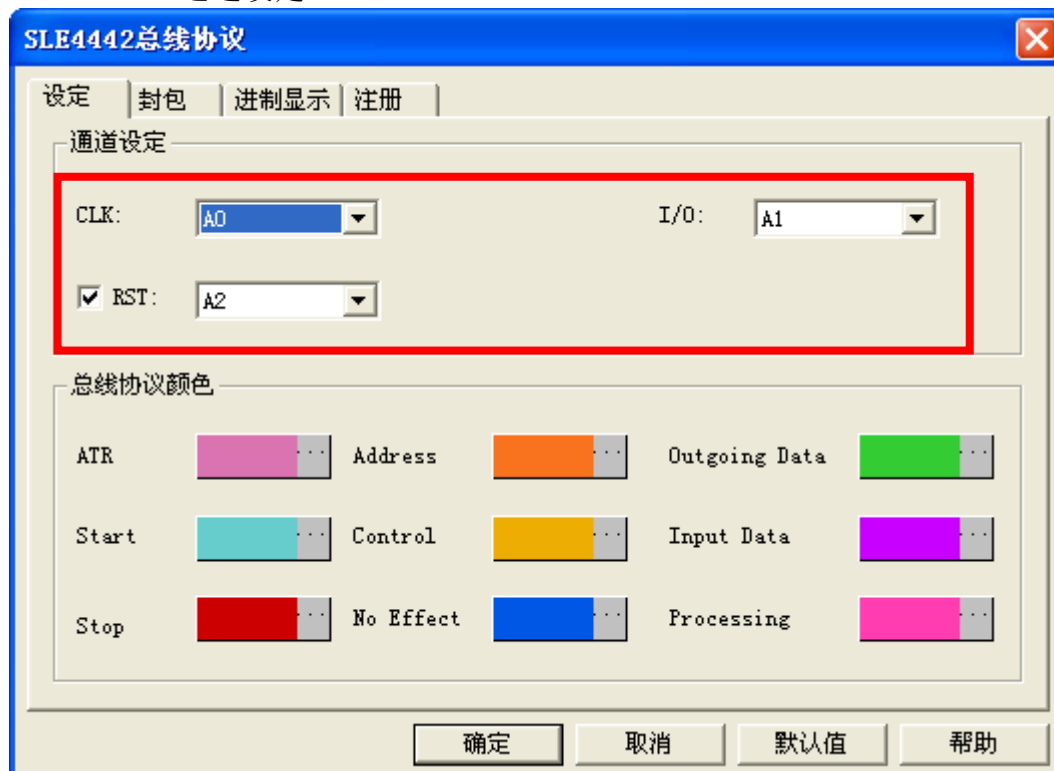 SLE4442总线协议
设定 封包 进制显示 注册
通道设定
CLK: A0 I/O: A1
RST: A2
总线协议颜色
ATR ... Address ... Outgoing Data ...
Start ... Control ... Input Data ...
Stop ... No Effect ... Processing ...
确定 取消 默认值 帮助